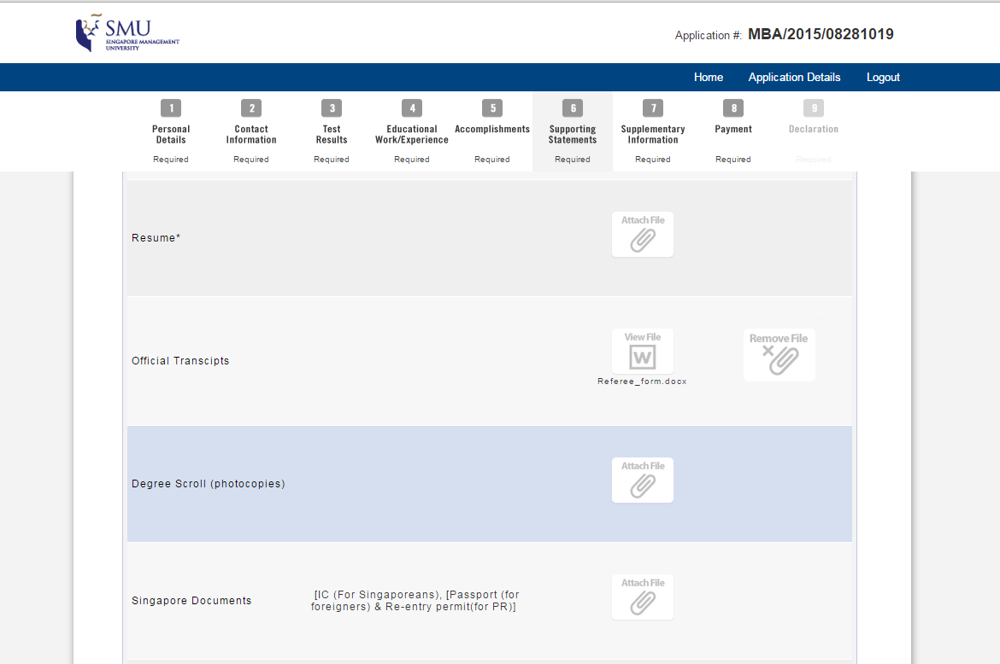 SMU
SINGAPORE MANAGEMENT
UNIVERSITY
Application #: MBA/2015/08281019
Home Application Details Logout
1 2 3 4 5 6 7 8 9
Personal Details
Contact Information
Test Results
Educational Work/Experience
Accomplishments
Supporting Statements
Supplementary Information
Payment
Declaration
Required Required Required Required Required Required Required Required Required
Resume*
Attach File
Official Transcipts
View File
W
Referee_form.docx
Remove File
Degree Scroll (photocopies)
Attach File
Singapore Documents
[IC (For Singaporeans), [Passport (for
foreigners) & Re-entry permit(for PR)]
Attach File